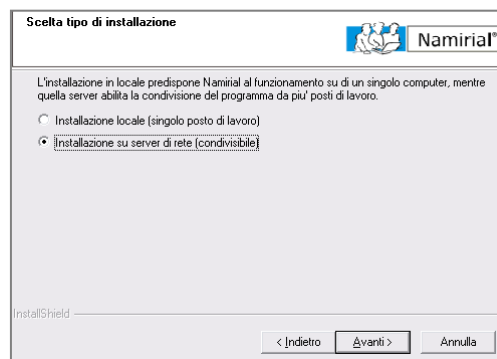 Scelta tipo di installazione
Namirial®
L'installazione in locale predispone Namirial al funzionamento su di un singolo computer, mentre
quella server abilita la condivisione del programma da piu' posti di lavoro.
Installazione locale (singolo posto di lavoro)
Installazione su server di rete (condivisibile)
InstallShield
< Indietro
Avanti >
Annulla